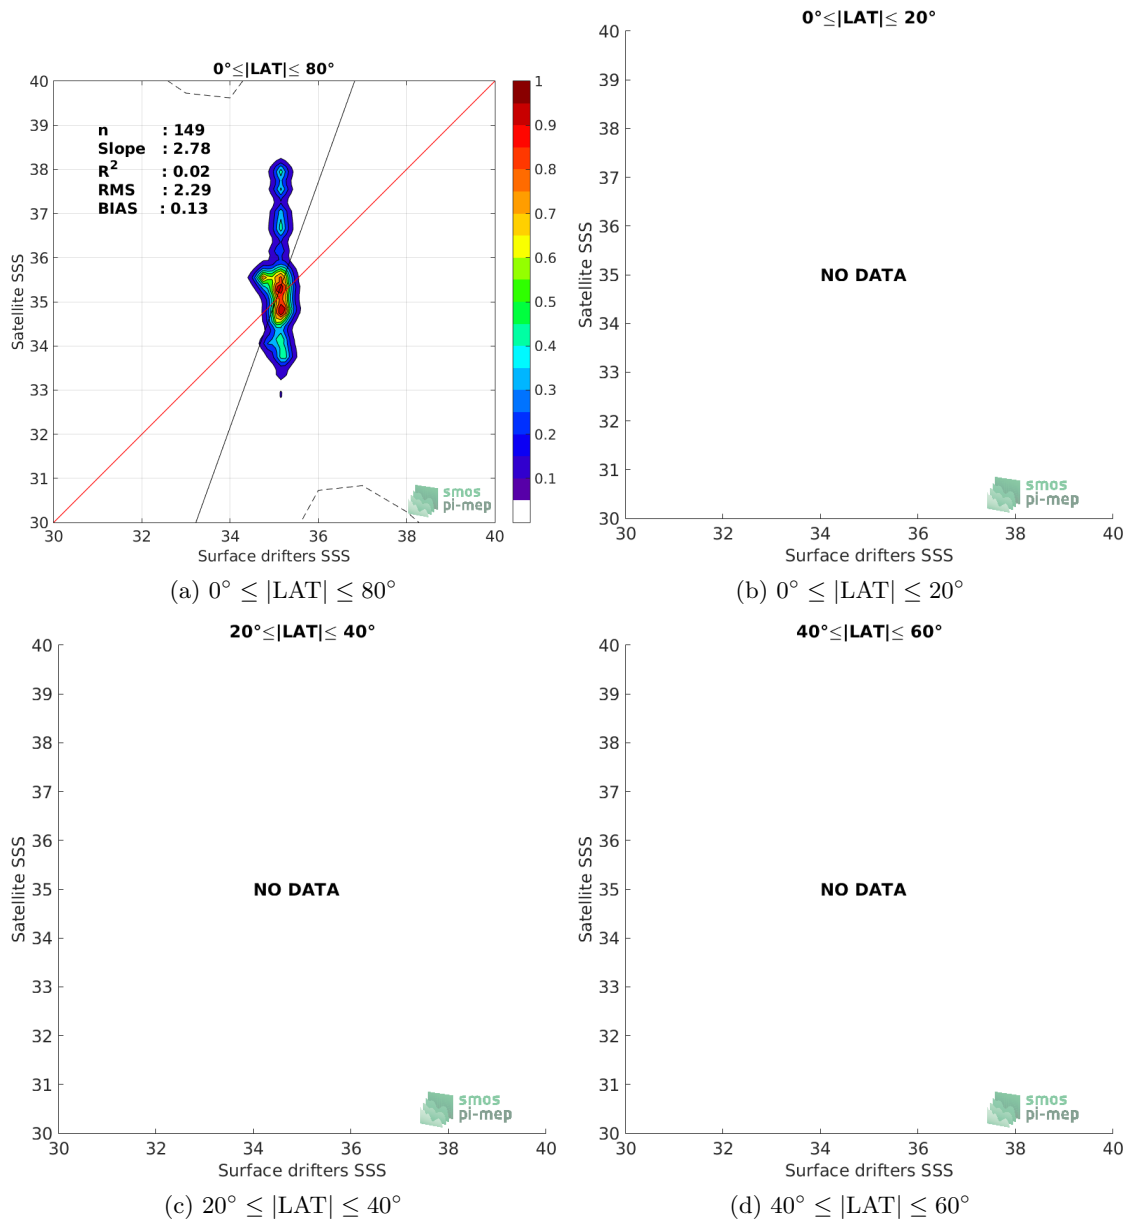 0°≤|LAT|≤ 80°
n : 149
Slope : 2.78
R2 : 0.02
RMS : 2.29
BIAS : 0.13
40
39
38
37
36
35
34
33
32
31
30
Satellite SSS
30 32 34 36 38 40
Surface drifters SSS
1
0.9
0.8
0.7
0.6
0.5
0.4
0.3
0.2
0.1
smos
pi-mep
(a) 0° ≤ |LAT| ≤ 80°
0°≤|LAT|≤ 20°
40
39
38
37
36
35
34
33
32
31
30
Satellite SSS
NO DATA
smos
pi-mep
30 32 34 36 38 40
Surface drifters SSS
(b) 0° ≤ |LAT| ≤ 20°
20°≤|LAT|≤ 40°
40
39
38
37
36
35
34
33
32
31
30
Satellite SSS
NO DATA
smos
pi-mep
30 32 34 36 38 40
Surface drifters SSS
(c) 20° ≤ |LAT| ≤ 40°
40°≤|LAT|≤ 60°
40
39
38
37
36
35
34
33
32
31
30
Satellite SSS
NO DATA
smos
pi-mep
30 32 34 36 38 40
Surface drifters SSS
(d) 40° ≤ |LAT| ≤ 60°